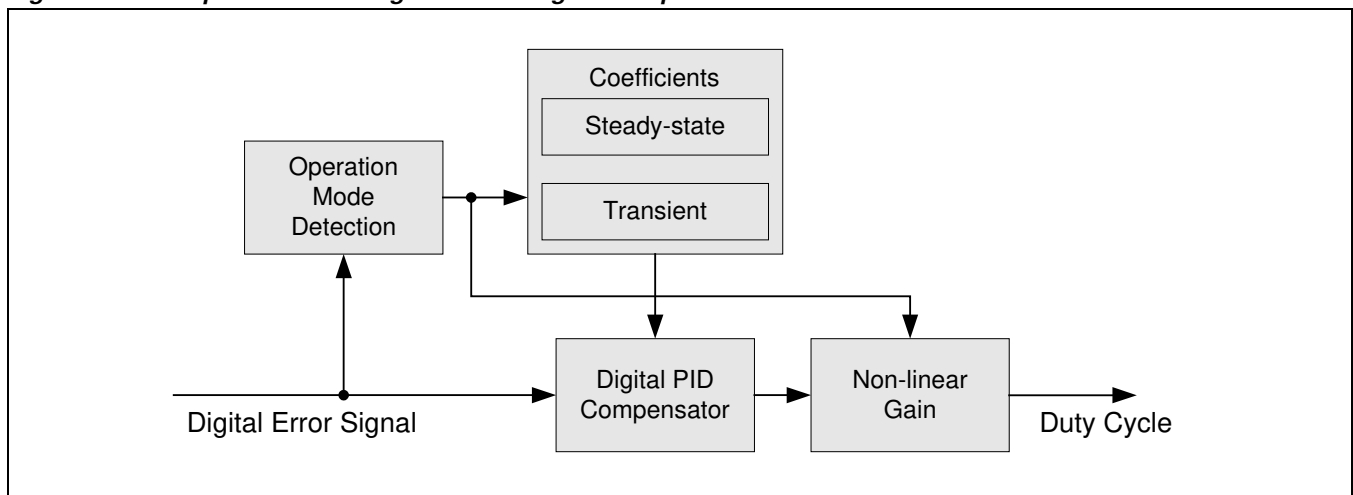 Coefficients
Steady-state
Operation
Mode
Detection
Transient
Digital PID
Compensator
Non-linear
Gain
Digital Error Signal
Duty Cycle